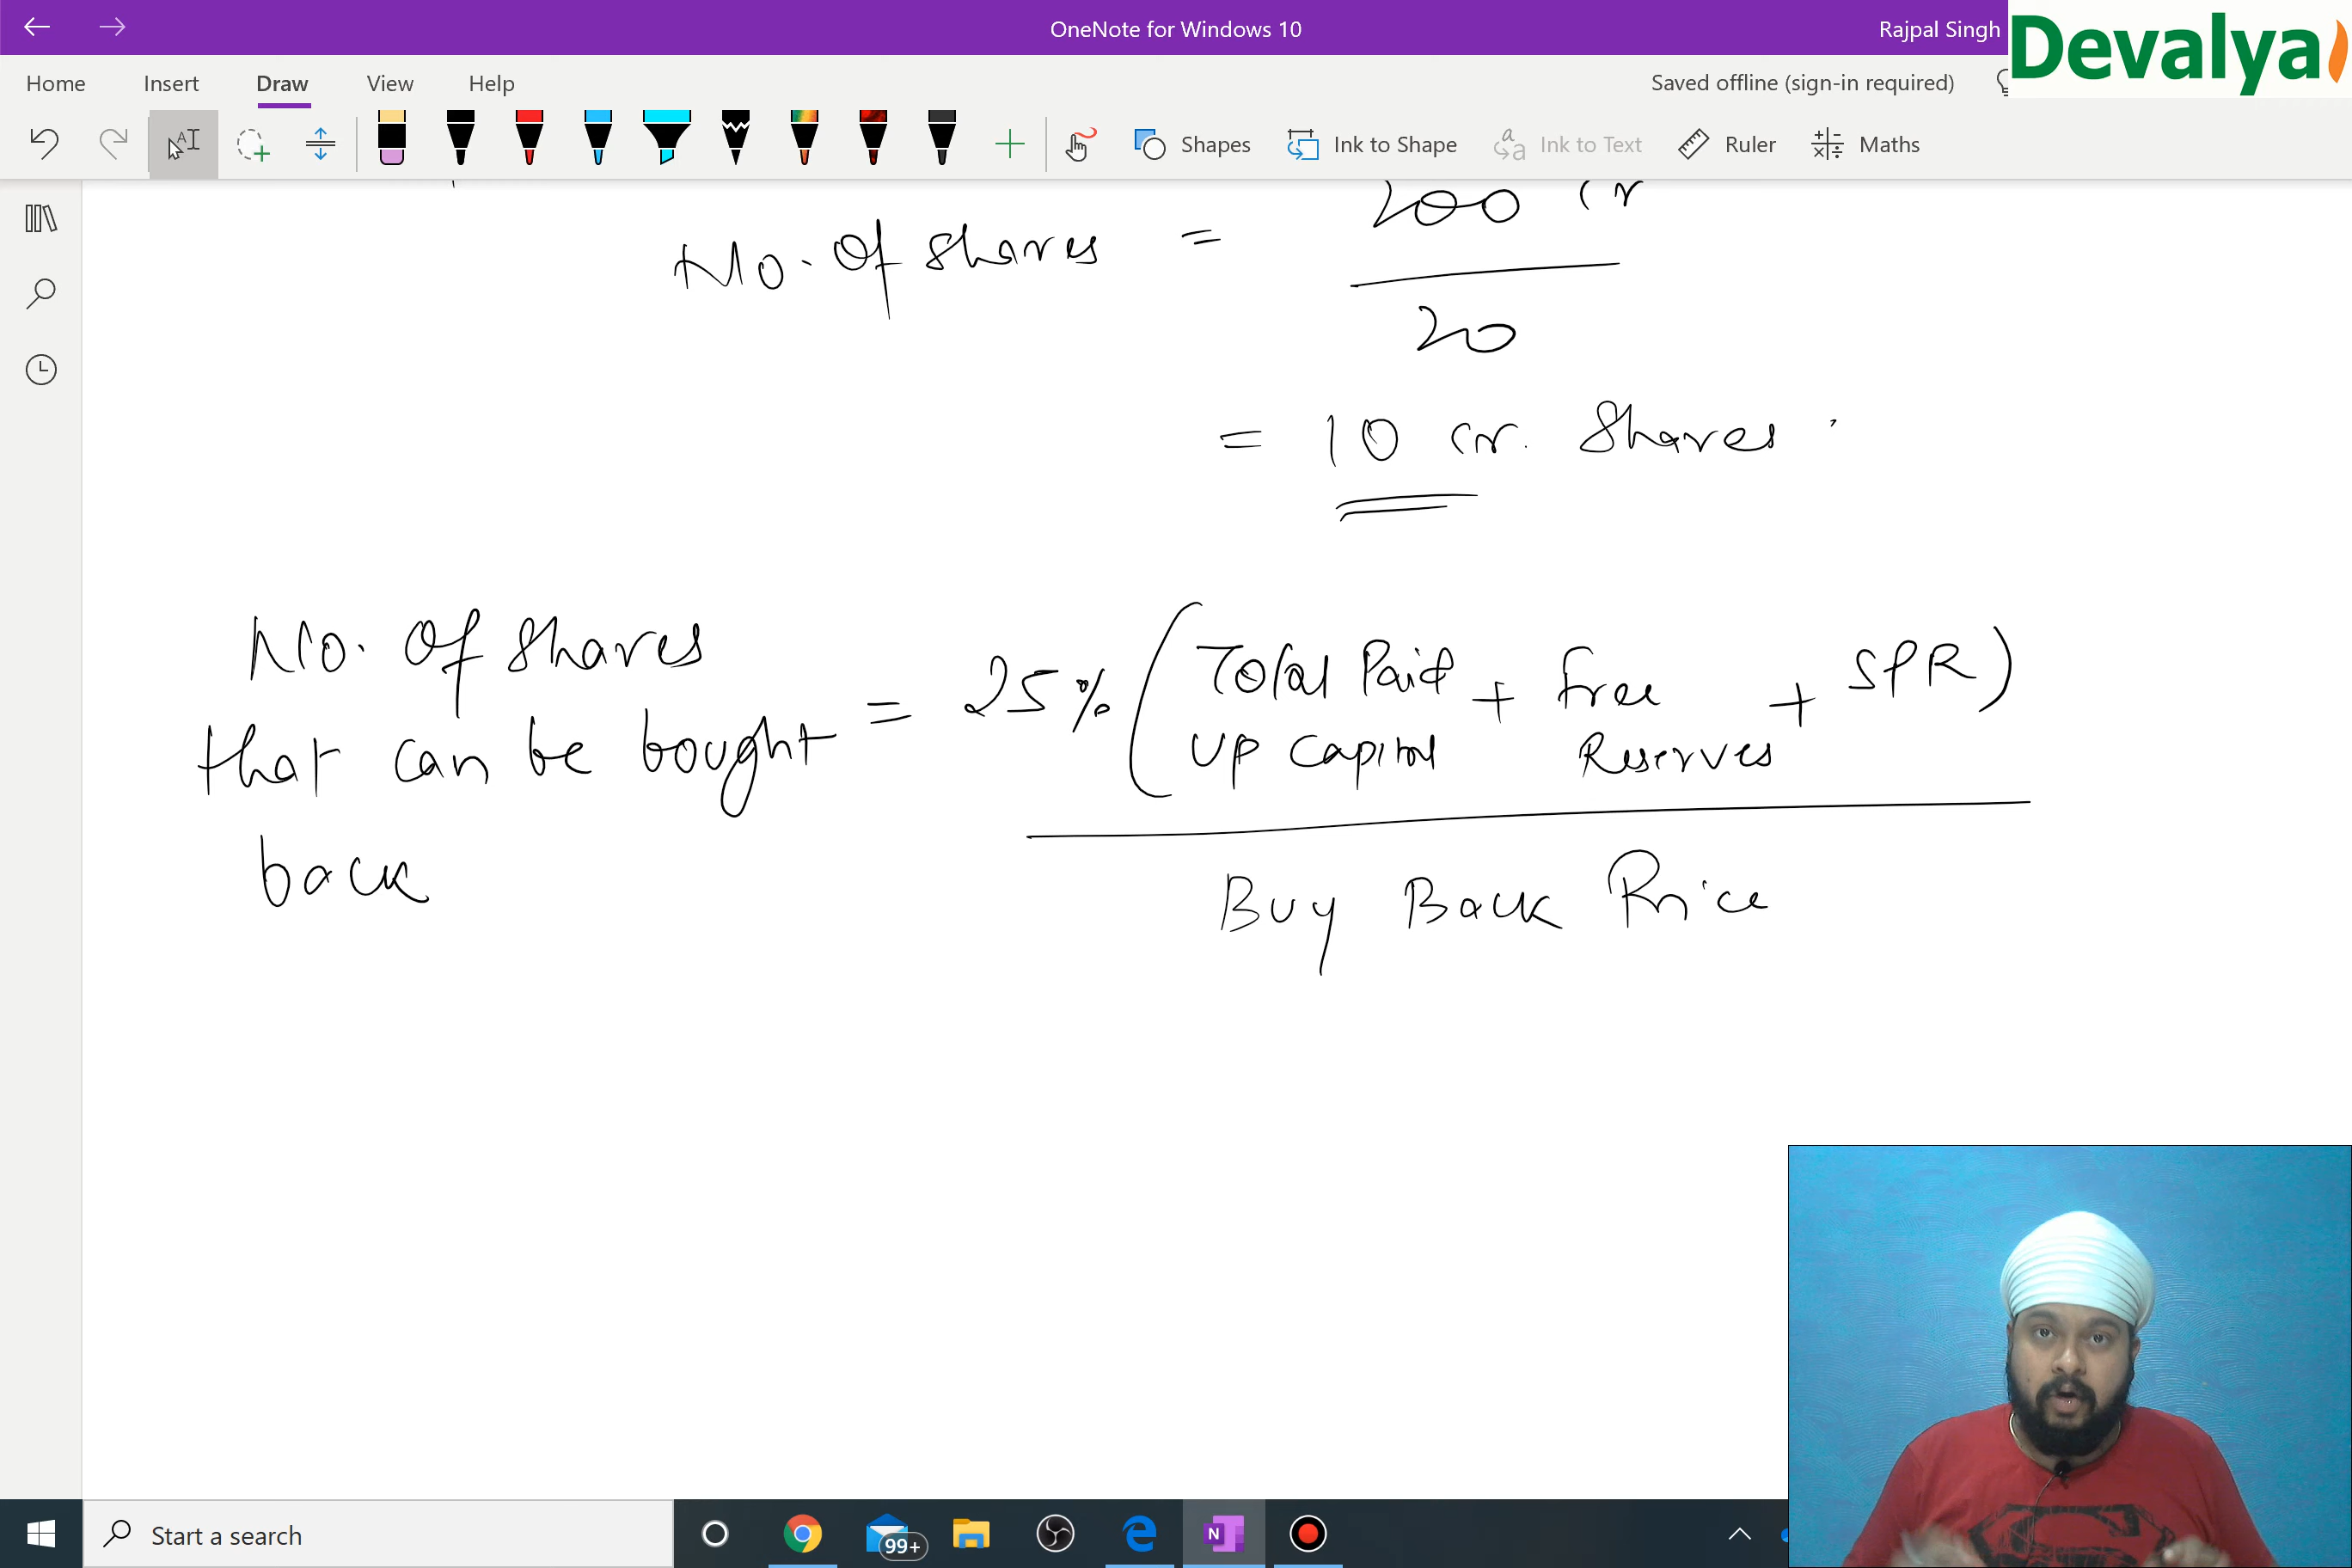 OneNote for Windows 10
Rajpal Singh
Devalya
Home Insert Draw View Help
Saved offline (sign-in required)
Shapes Ink to Shape Ink to Text Ruler Maths
No. Of Shares = 200 Cr
20
= 10 Cr. Shares
No. Of Shares that can be bought back = 25% (Total Paid Up Capital + Free Reserves + SPR)
Buy Back Price
Start a search
99+